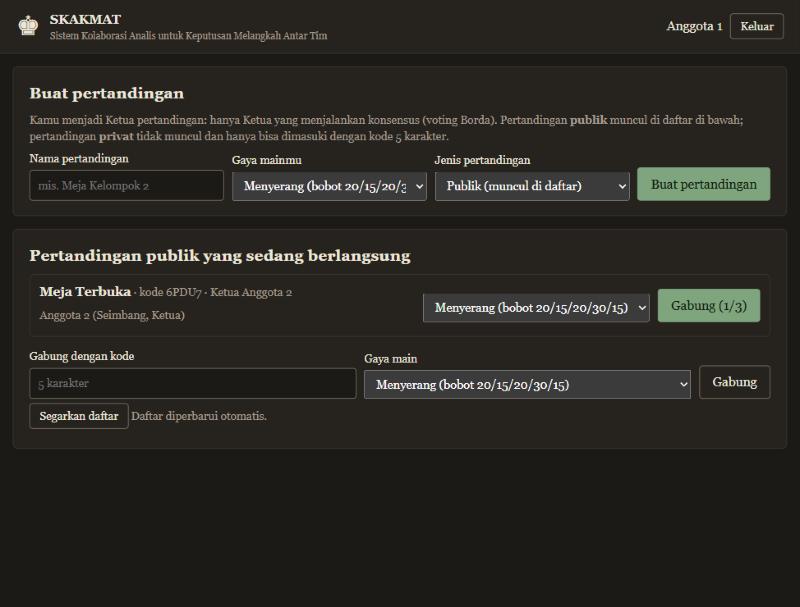 SKAKMAT
Sistem Kolaborasi Analis untuk Keputusan Melangkah Antar Tim
Anggota 1
Keluar
Buat pertandingan
Kamu menjadi Ketua pertandingan: hanya Ketua yang menjalankan konsensus (voting Borda). Pertandingan publik muncul di daftar di bawah;
pertandingan privat tidak muncul dan hanya bisa dimasuki dengan kode 5 karakter.
Nama pertandingan
mis. Meja Kelompok 2
Gaya mainmu
Menyerang (bobot 20/15/20/3
Jenis pertandingan
Publik (muncul di daftar)
Buat pertandingan
Pertandingan publik yang sedang berlangsung
Meja Terbuka · kode 6PDU7 · Ketua Anggota 2
Anggota 2 (Seimbang, Ketua)
Menyerang (bobot 20/15/20/30/15)
Gabung (1/3)
Gabung dengan kode
5 karakter
Gaya main
Menyerang (bobot 20/15/20/30/15)
Gabung
Segarkan daftar
Daftar diperbarui otomatis.